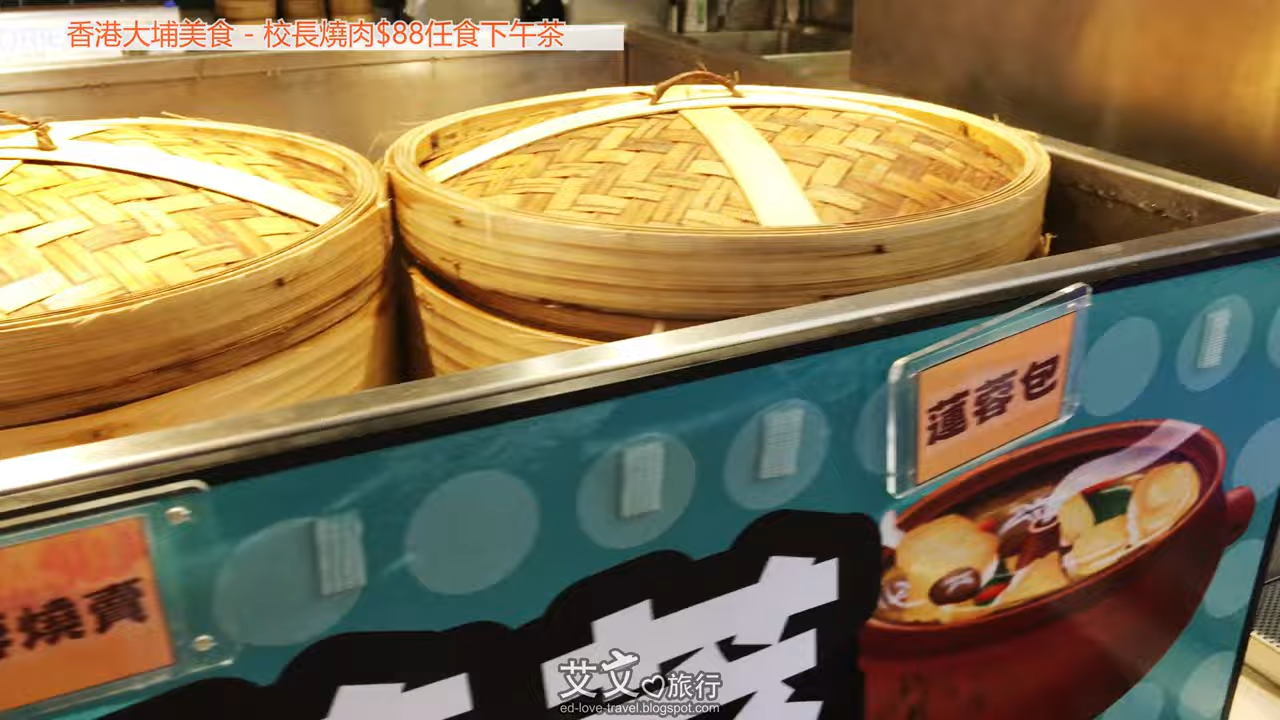 香港大埔美食 - 校長燒肉$88任食下午茶
蓮蓉包
燒賣
艾文旅行
ed-love-travel.blogspot.com